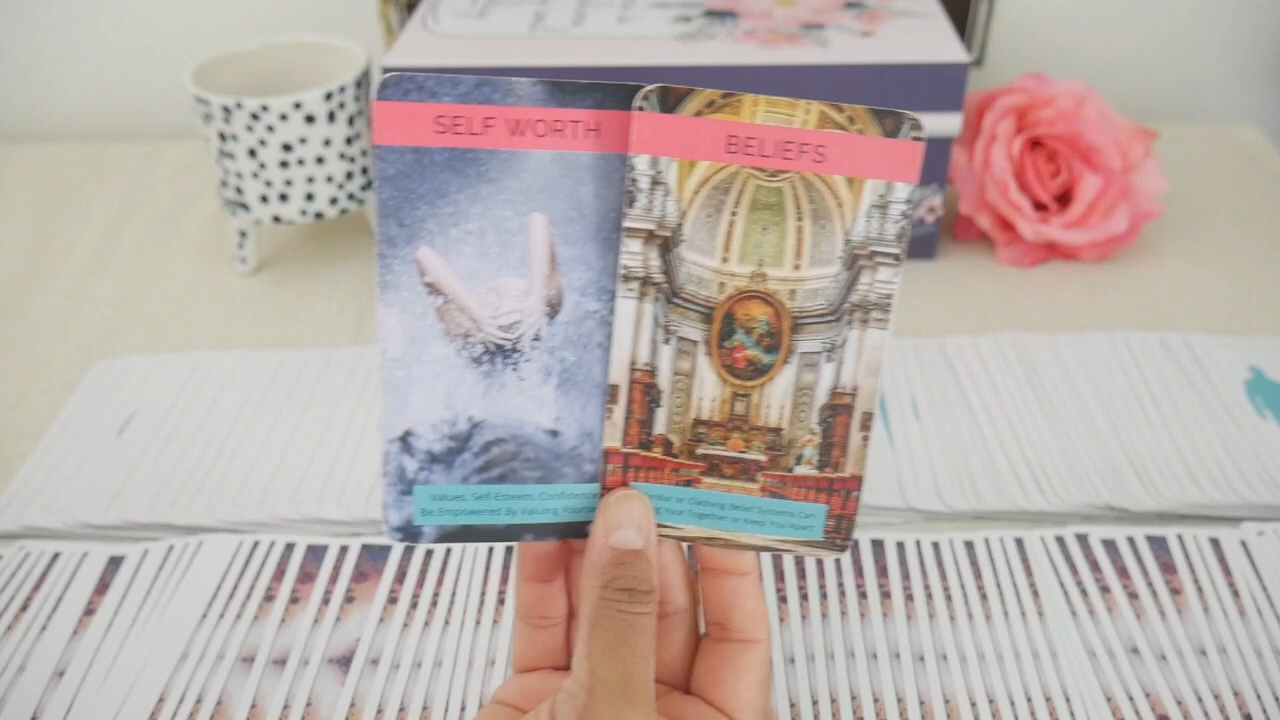 SELF WORTH
Values, Self-Esteem, Confidence
Be Empowered By Valuing
BELIEFS
or Clashing Belief Systems Can
Your Together or Keep You Apart